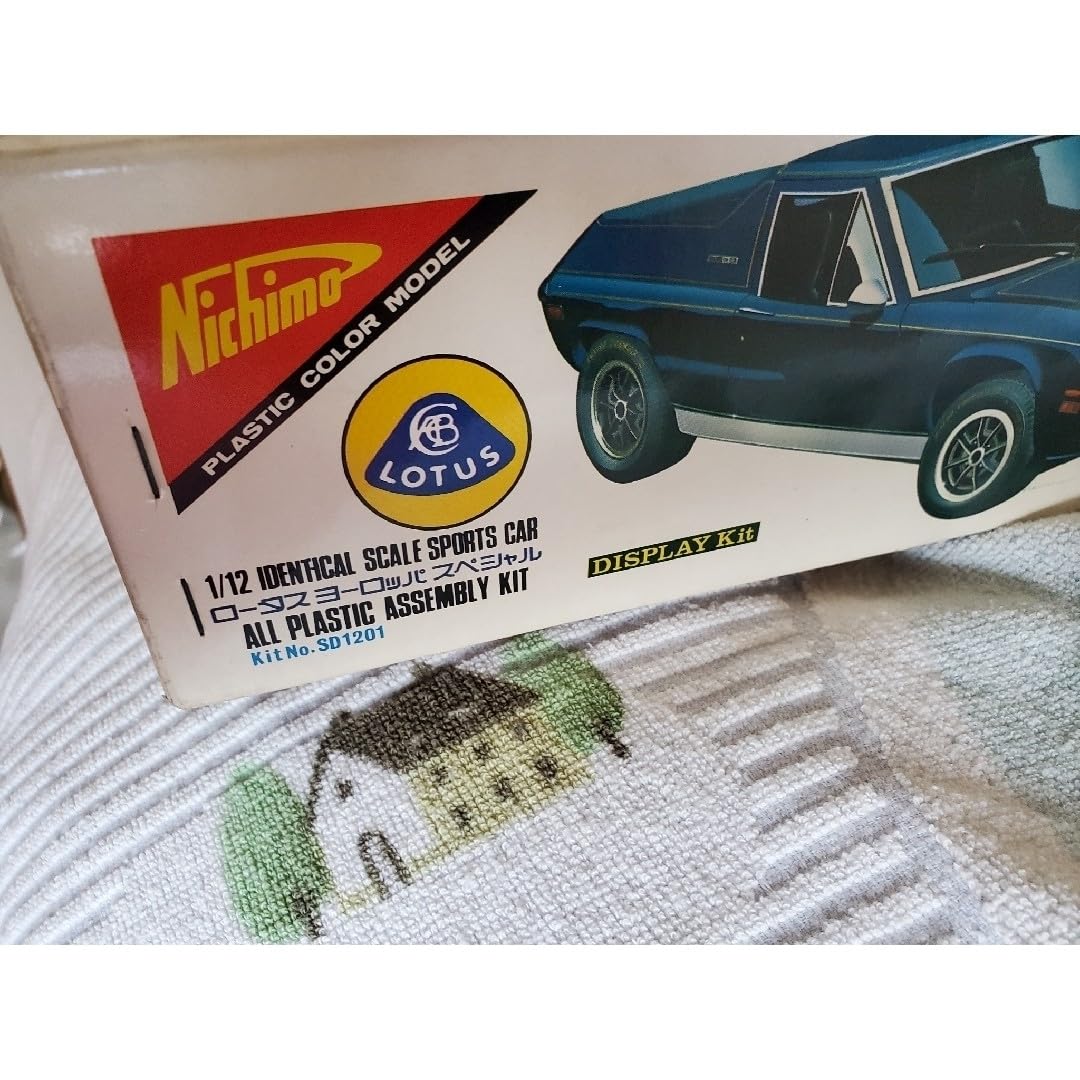 Nichimo
PLASTIC COLOR MODEL
LOTUS
1/12 IDENTICAL SCALE SPORTS CAR
ロータス ヨーロッパ スペシャル
ALL PLASTIC ASSEMBLY KIT
Kit No. SD1201
DISPLAY Kit